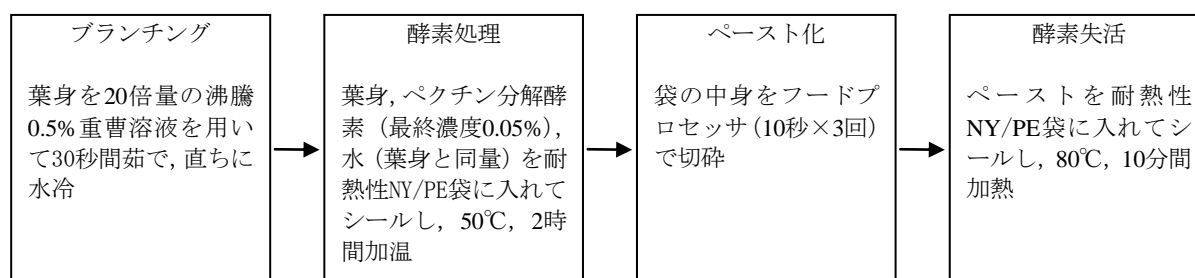 ブランチング
葉身を20倍量の沸騰
0.5%重曹溶液を用い
て30秒間茹で,直ちに
水冷
酵素処理
葉身,ペクチン分解酵
素(最終濃度0.05%),
水(葉身と同量)を耐
熱性NY/PE袋に入れて
シールし,50℃,2時
間加温
ペースト化
袋の中身をフードプ
ロセッサ(10秒×3回)
で切砕
酵素失活
ペーストを耐熱性
NY/PE袋に入れてシ
ールし,80℃,10分間
加熱